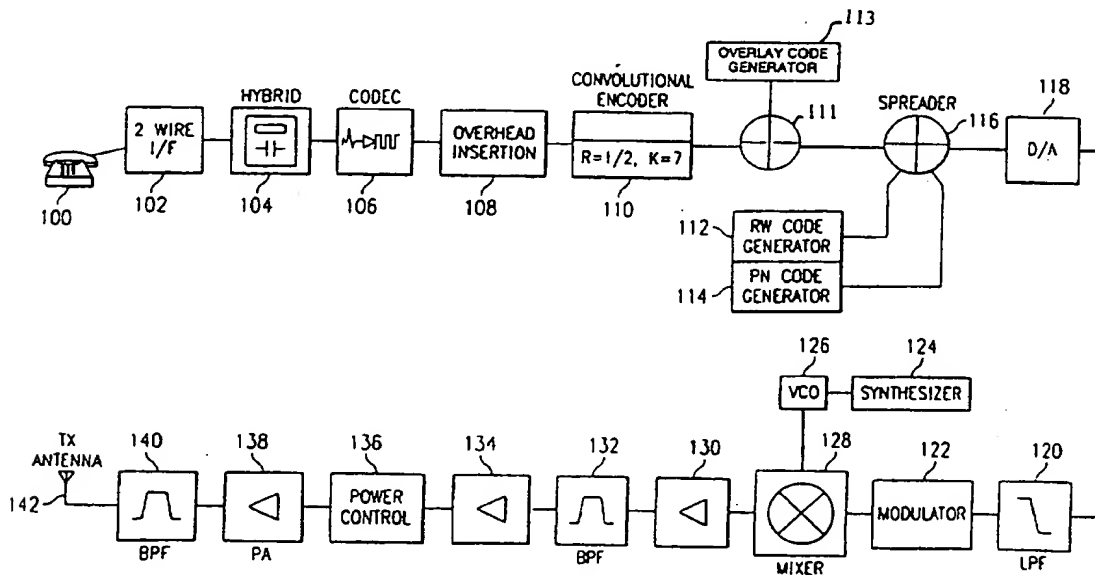 113
OVERLAY CODE
GENERATOR
CONVOLUTIONAL
ENCODER
HYBRID
CODEC
SPREADER
118
111
116
2 WIRE
I/F
OVERHEAD
INSERTION
R=1/2, K=7
D/A
100
102
104
106
108
110
112
RW CODE
GENERATOR
114
PN CODE
GENERATOR
126
124
VCO
SYNTHESIZER
TX
ANTENNA
140
138
136
134
132
130
128
122
120
142
POWER
CONTROL
MODULATOR
BPF
PA
BPF
MIXER
LPF